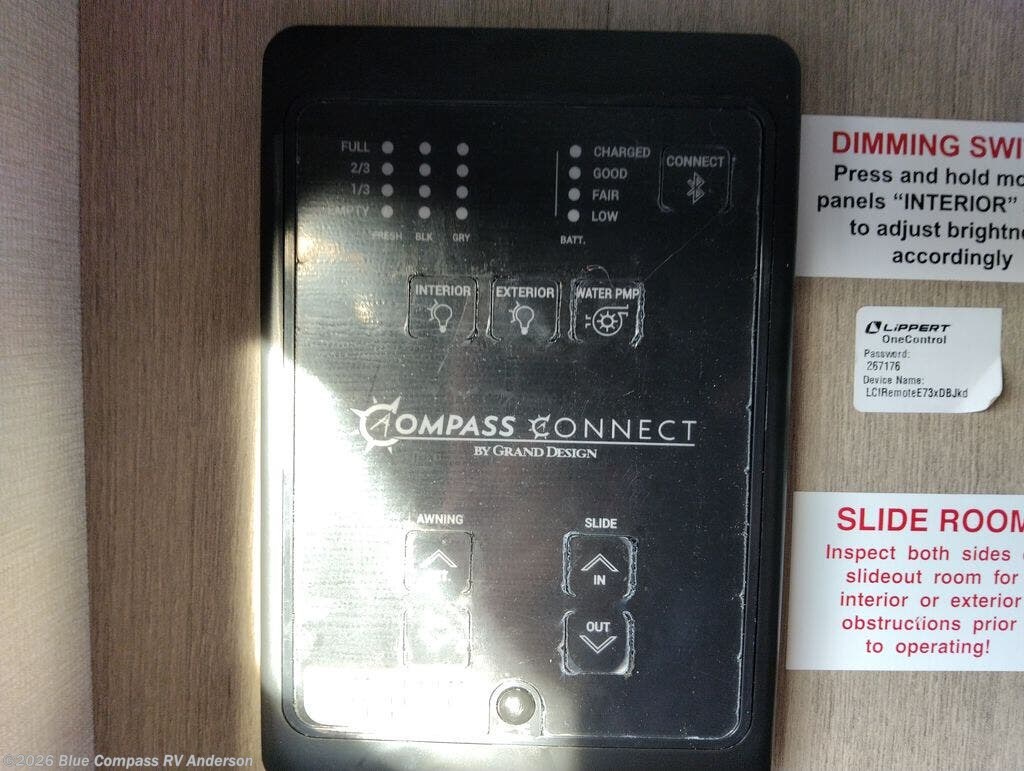 FULL
2/3
1/3
EMPTY
FRESH BLK GRY
CHARGED
GOOD
FAIR
LOW
BATT.
CONNECT
INTERIOR EXTERIOR WATER PMP
COMPASS CONNECT
BY GRAND DESIGN
AWNING SLIDE
IN
OUT
DIMMING SWI
Press and hold mo
panels “INTERIOR”
to adjust brightne
accordingly
LIPPERT
OneControl
Password:
267176
Device Name:
LCIRemoteE73xDBJkd
SLIDE ROOM
Inspect both sides
slideout room for
interior or exterior
obstructions prior
to operating!
©2026 Blue Compass RV Anderson